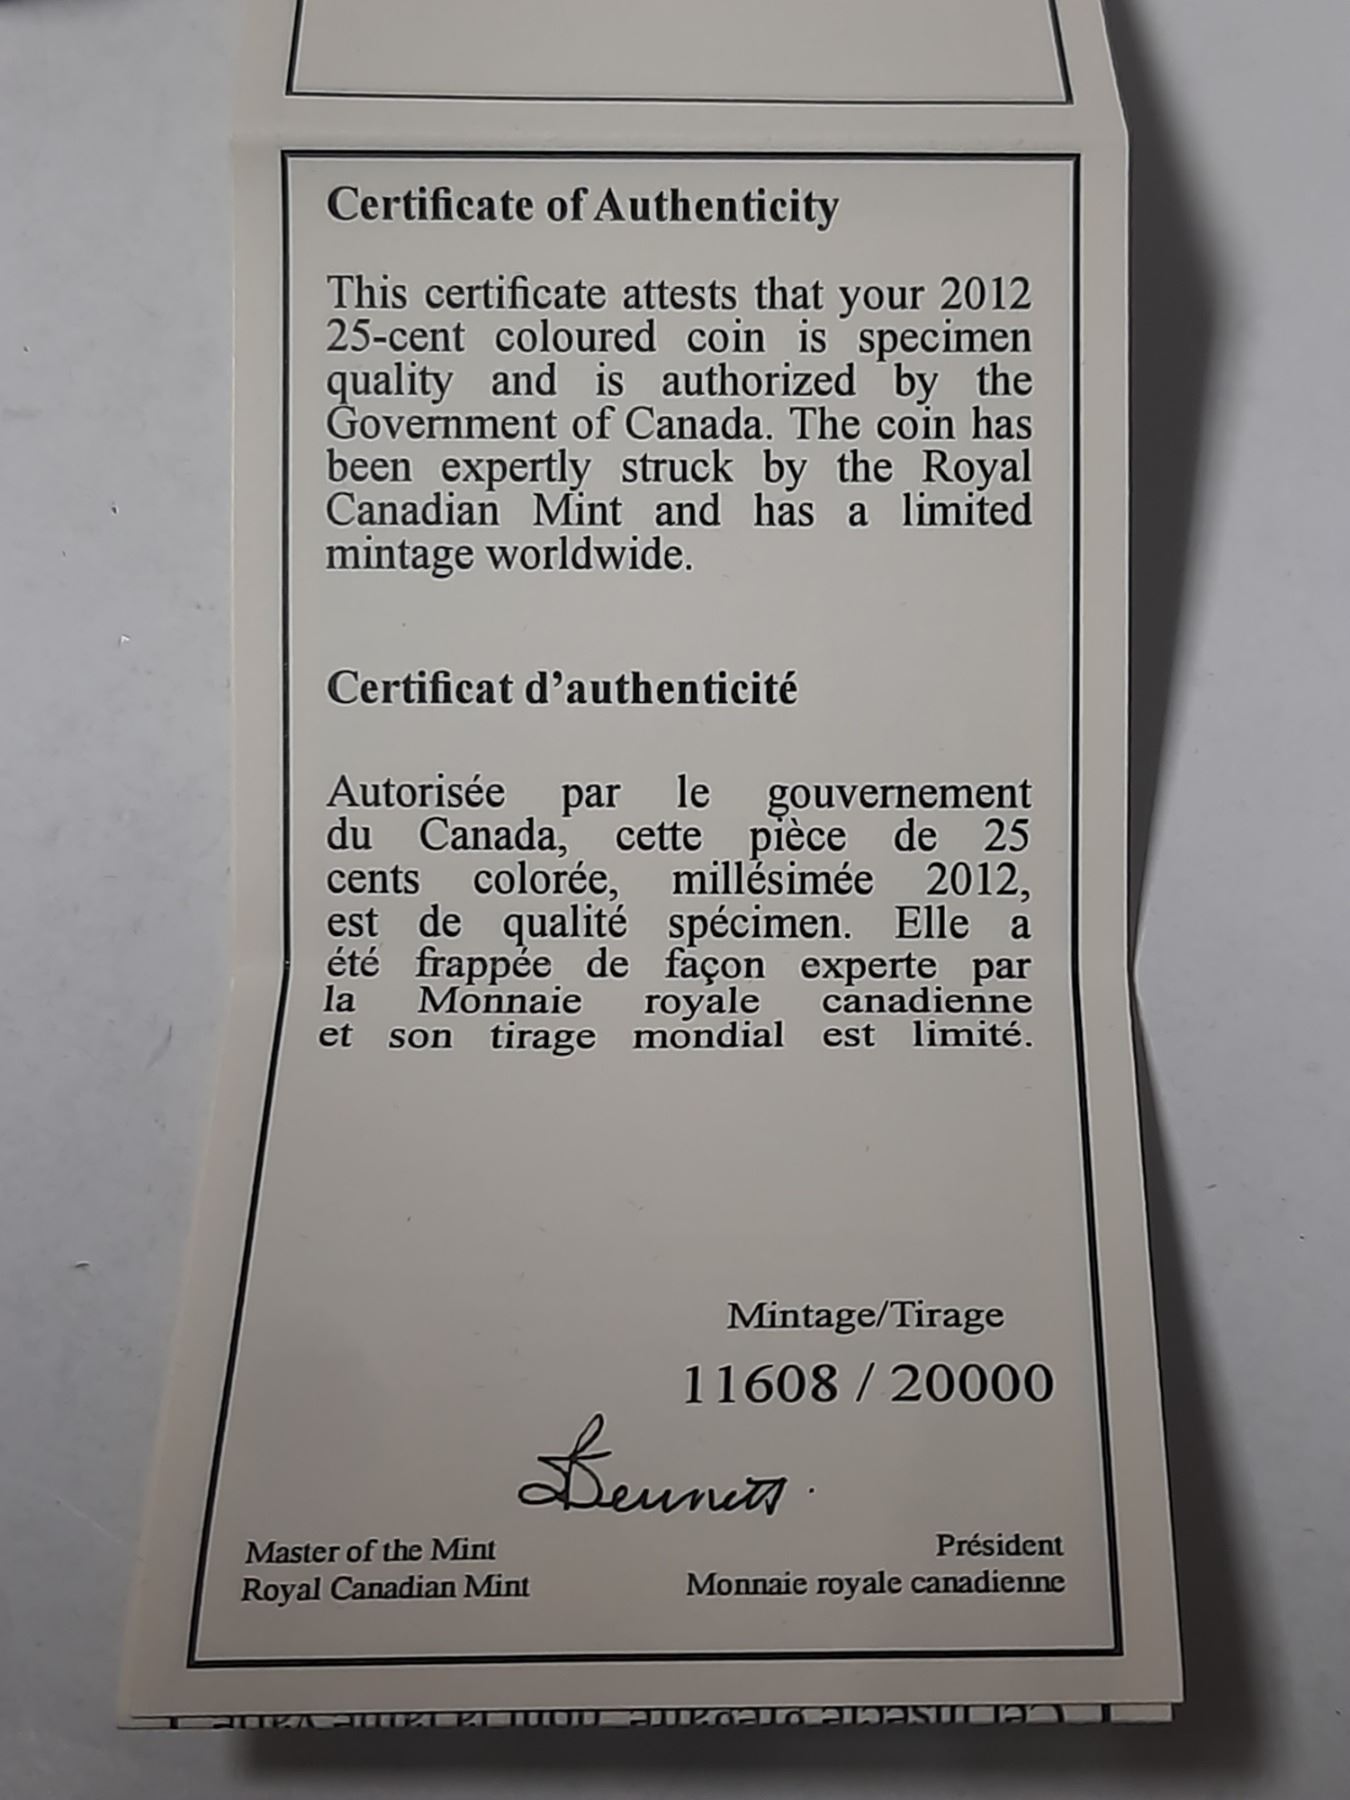 Certificate of Authenticity
This certificate attests that your 2012
25-cent coloured coin is specimen
quality and is authorized by the
Government of Canada. The coin has
been expertly struck by the Royal
Canadian Mint and has a limited
mintage worldwide.
Certificat d’authenticité
Autorisée par le gouvernement
du Canada, cette pièce de 25
cents colorée, millésimée 2012,
est de qualité spécimen. Elle a
été frappée de façon experte par
la Monnaie royale canadienne
et son tirage mondial est limité.
Mintage/Tirage
11608 / 20000
Bennett
Master of the Mint
Royal Canadian Mint
Président
Monnaie royale canadienne